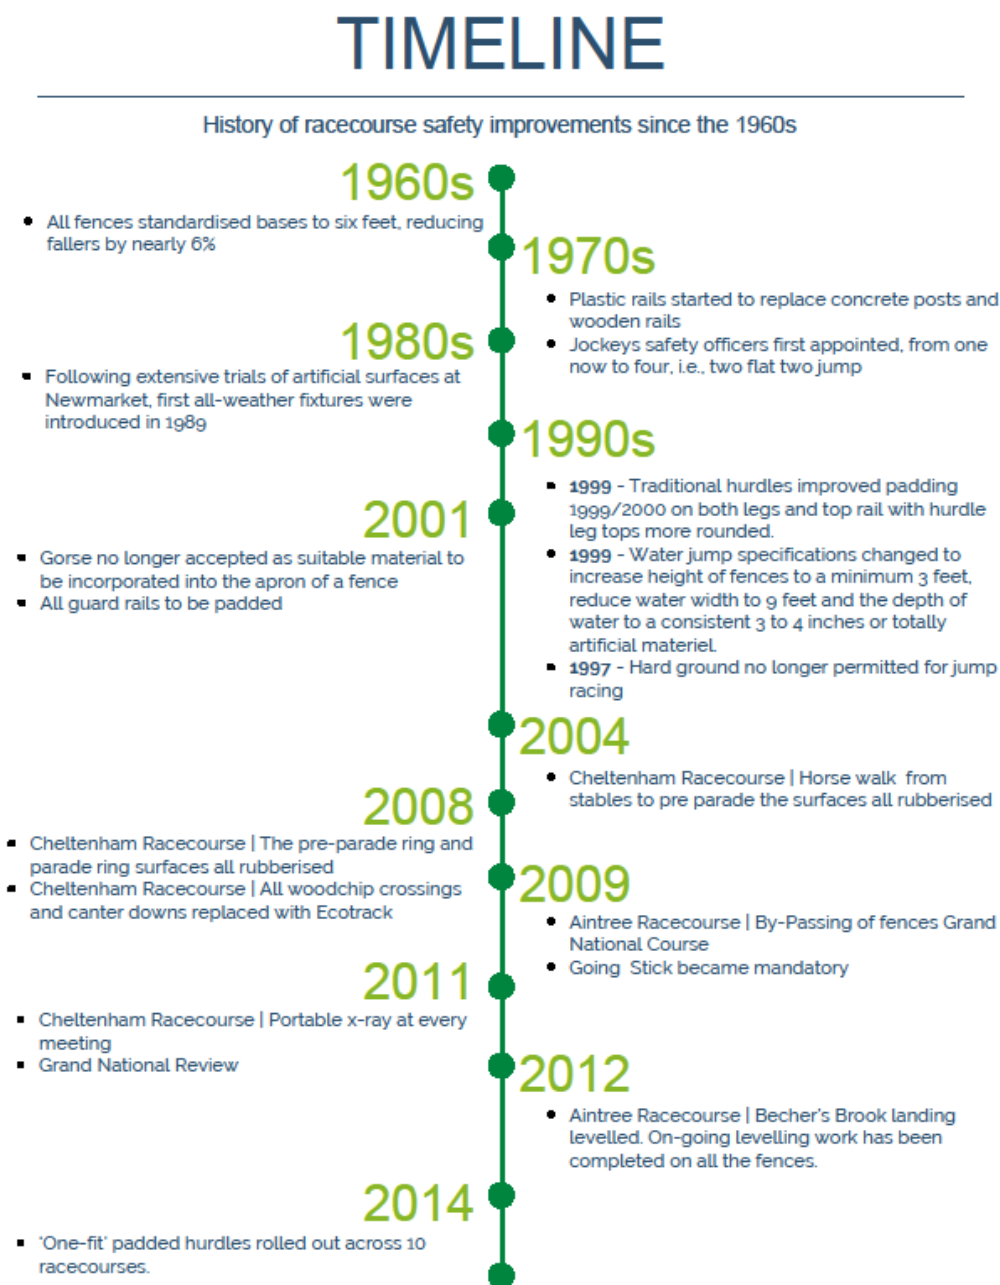 TIMELINE
History of racecourse safety improvements since the 1960s
1960s
• All fences standardised bases to six feet, reducing
fallers by nearly 6%
1970s
• Plastic rails started to replace concrete posts and
wooden rails
• Jockeys safety officers first appointed, from one
now to four, i.e., two flat two jump
1980s
▪ Following extensive trials of artificial surfaces at
Newmarket, first all-weather fixtures were
introduced in 1989
1990s
▪ 1999 - Traditional hurdles improved padding
1999/2000 on both legs and top rail with hurdle
leg tops more rounded.
• 1999 - Water jump specifications changed to
increase height of fences to a minimum 3 feet,
reduce water width to 9 feet and the depth of
water to a consistent 3 to 4 inches or totally
artificial materiel.
▪ 1997 - Hard ground no longer permitted for jump
racing
2001
▪ Gorse no longer accepted as suitable material to
be incorporated into the apron of a fence
▪ All guard rails to be padded
2004
• Cheltenham Racecourse | Horse walk from
stables to pre parade the surfaces all rubberised
2008
▪ Cheltenham Racecourse | The pre-parade ring and
parade ring surfaces all rubberised
▪ Cheltenham Racecourse | All woodchip crossings
and canter downs replaced with Ecotrack
2009
• Aintree Racecourse | By-Passing of fences Grand
National Course
• Going Stick became mandatory
2011
▪ Cheltenham Racecourse | Portable x-ray at every
meeting
▪ Grand National Review
2012
• Aintree Racecourse | Becher's Brook landing
levelled. On-going levelling work has been
completed on all the fences.
2014
▪ 'One-fit' padded hurdles rolled out across 10
racecourses.